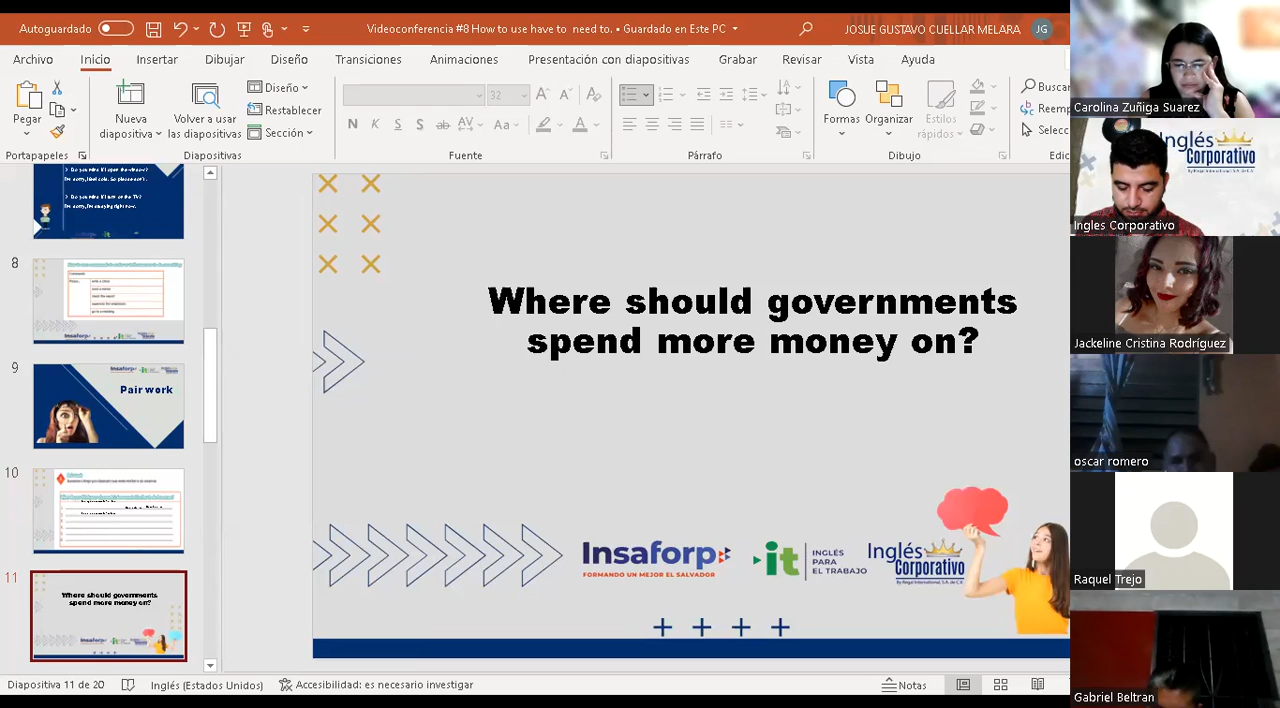 Autoguardado
Videoconferencia #8 How to use have to need to. • Guardado en Este PC
JOSUE GUSTAVO CUELLAR MELARA
JG
Archivo Inicio Insertar Dibujar Diseño Transiciones Animaciones Presentación con diapositivas Grabar Revisar Vista Ayuda
Pegar
Nueva diapositiva
Volver a usar las diapositivas
Diseño
Restablecer
Sección
32
N K S ab Aa A
Formas Organizar Estilos rápidos
Buscar
Portapapeles Diapositivas Fuente Párrafo Dibujo
8
9
Pair work
10
11
Where should governments
spend more money on?
Where should governments
spend more money on?
Insaforp
FORMANDO UN MEJOR EL SALVADOR
it
INGLÉS
PARA
EL TRABAJO
Inglés
Corporativo
Diapositiva 11 de 20
Inglés (Estados Unidos)
Accesibilidad: es necesario investigar
Notas
Carolina Zuñiga Suarez
Inglés
Corporativo
Ingles Corporativo
Jackeline Cristina Rodríguez
oscar romero
Raquel Trejo
Gabriel Beltran